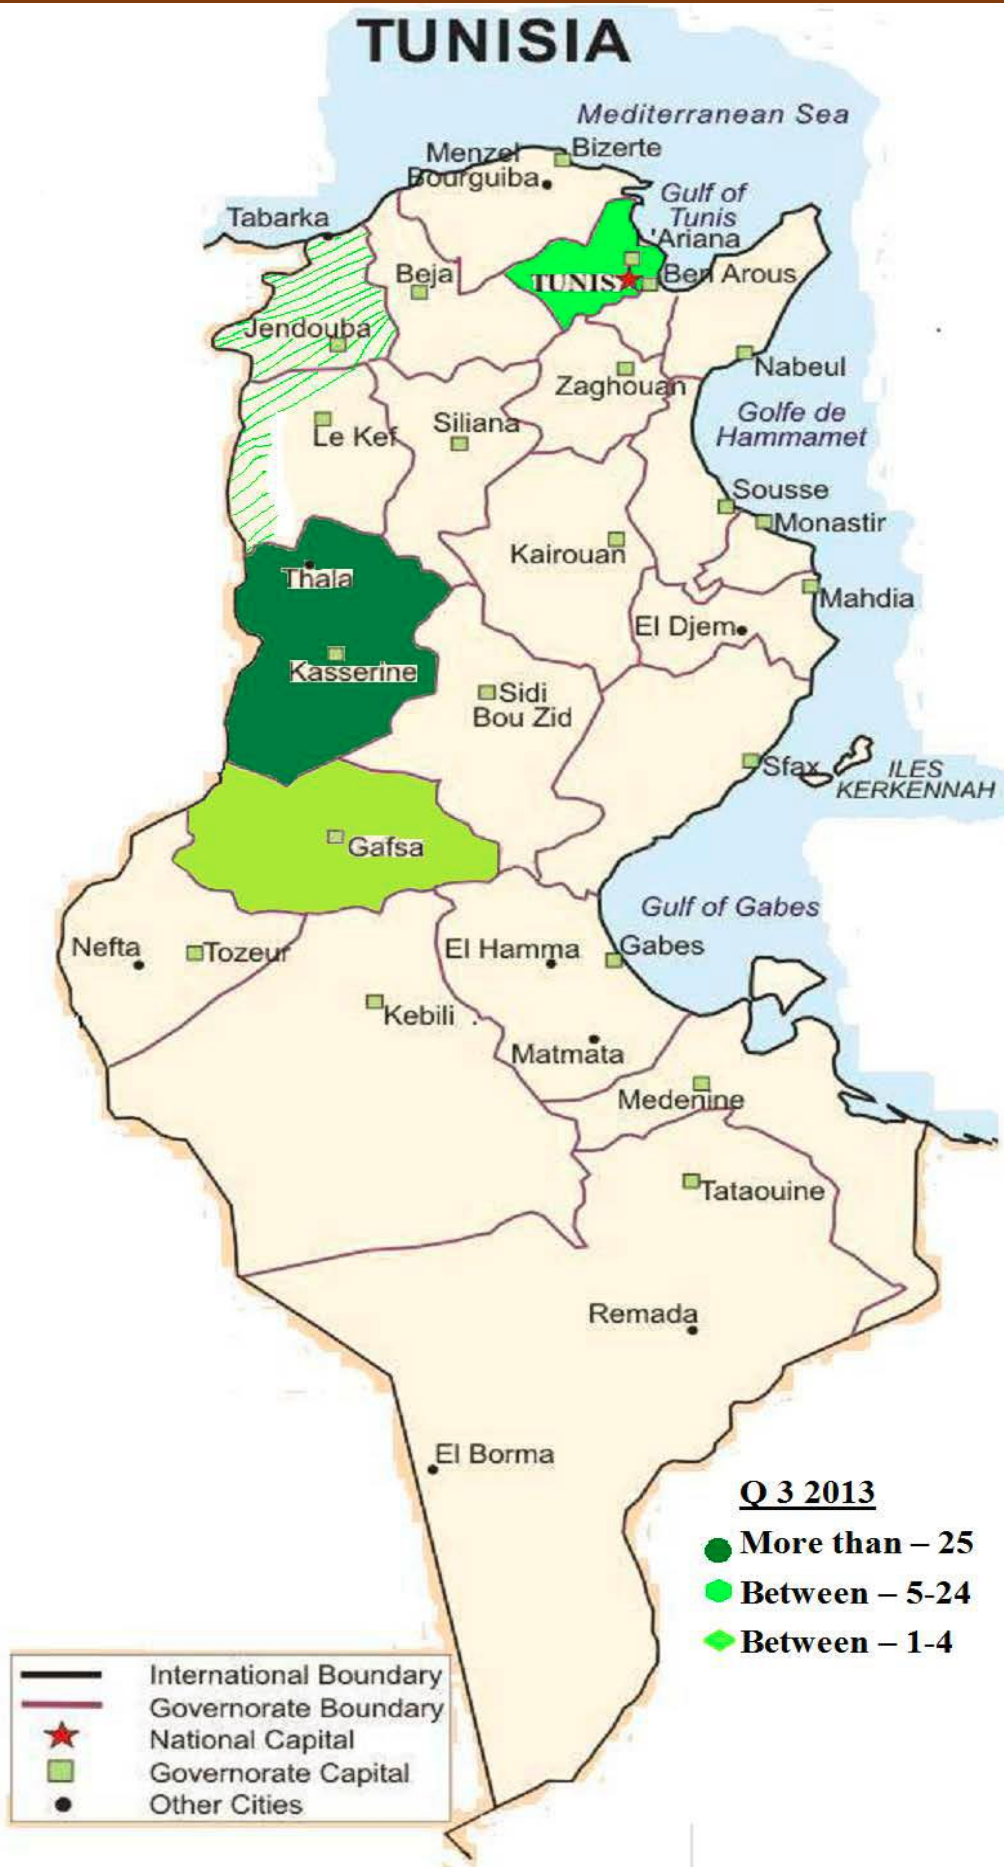 TUNISIA
Mediterranean Sea
Menzel
Bourguiba
Bizerte
Gulf of
Tunis
Tabarka
L'Ariana
TUNIS
Ben Arous
Beja
Jendouba
Nabeul
Zaghouan
Golfe de
Hammamet
Le Kef
Siliana
Sousse
Monastir
Kairouan
Thala
Mahdia
El Djem
Kasserine
Sidi
Bou Zid
Sfax
ILES
KERKENNAH
Gafsa
Gulf of Gabes
Nefta
Tozeur
El Hamma
Gabes
Kebili
Matmata
Medenine
Tataouine
Remada
El Borma
Q 3 2013
More than – 25
Between – 5-24
Between – 1-4
International Boundary
Governorate Boundary
National Capital
Governorate Capital
Other Cities